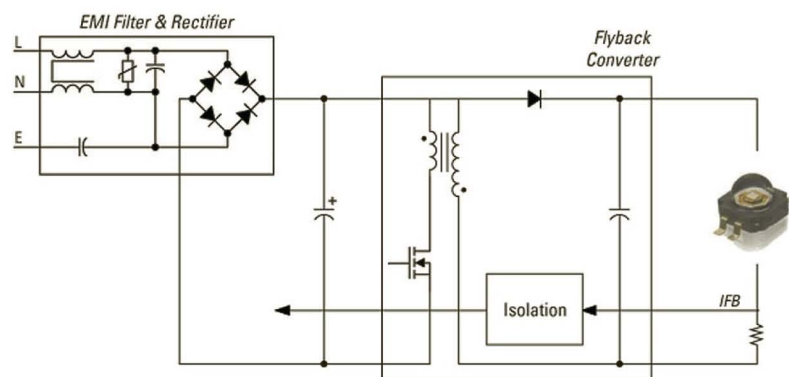 EMI Filter & Rectifier
Flyback
Converter
L
N
E
+
Isolation
IFB